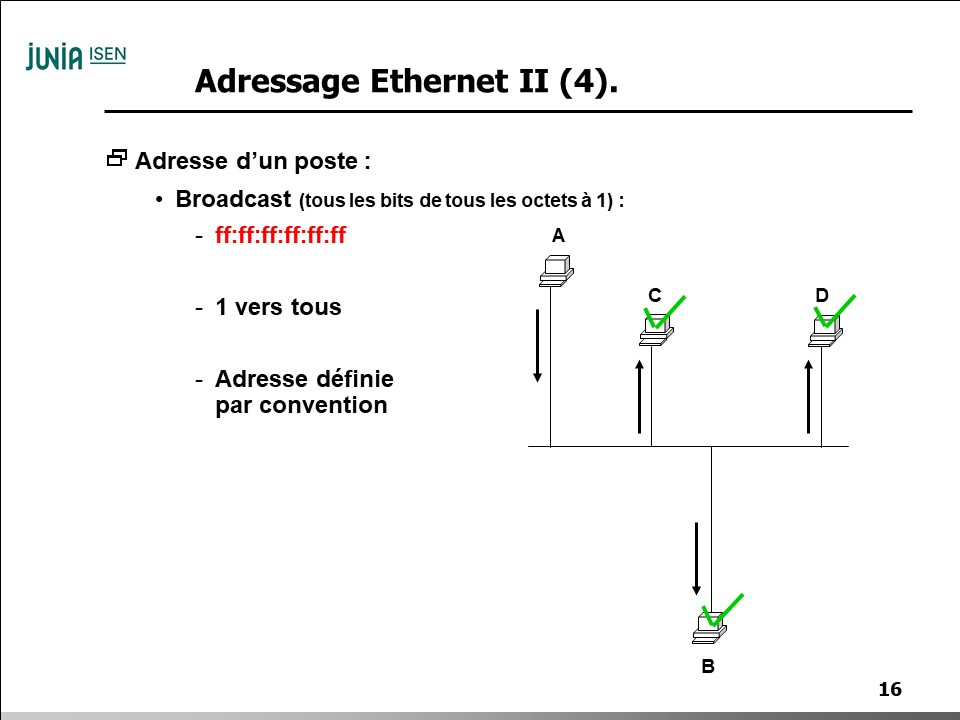 JUNIA ISEN
Adressage Ethernet II (4).
Adresse d’un poste :
• Broadcast (tous les bits de tous les octets à 1) :
- ff:ff:ff:ff:ff:ff
- 1 vers tous
- Adresse définie
par convention
A
C
D
B
16